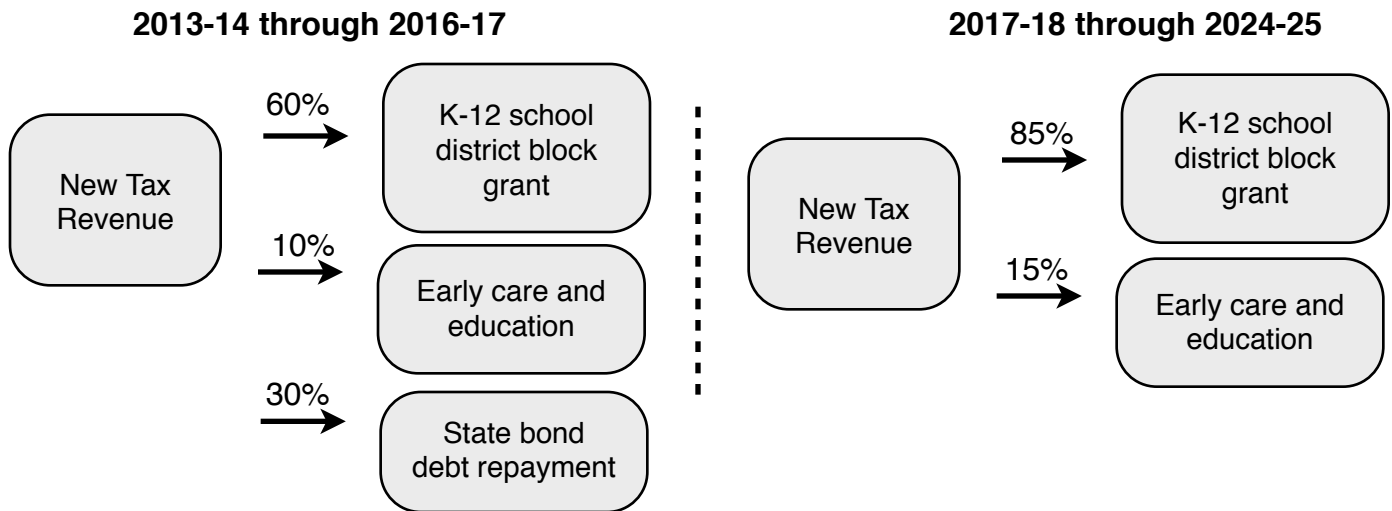 2013-14 through 2016-17
New Tax
Revenue
60%
K-12 school
district block
grant
10%
Early care and
education
30%
State bond
debt repayment
2017-18 through 2024-25
New Tax
Revenue
85%
K-12 school
district block
grant
15%
Early care and
education